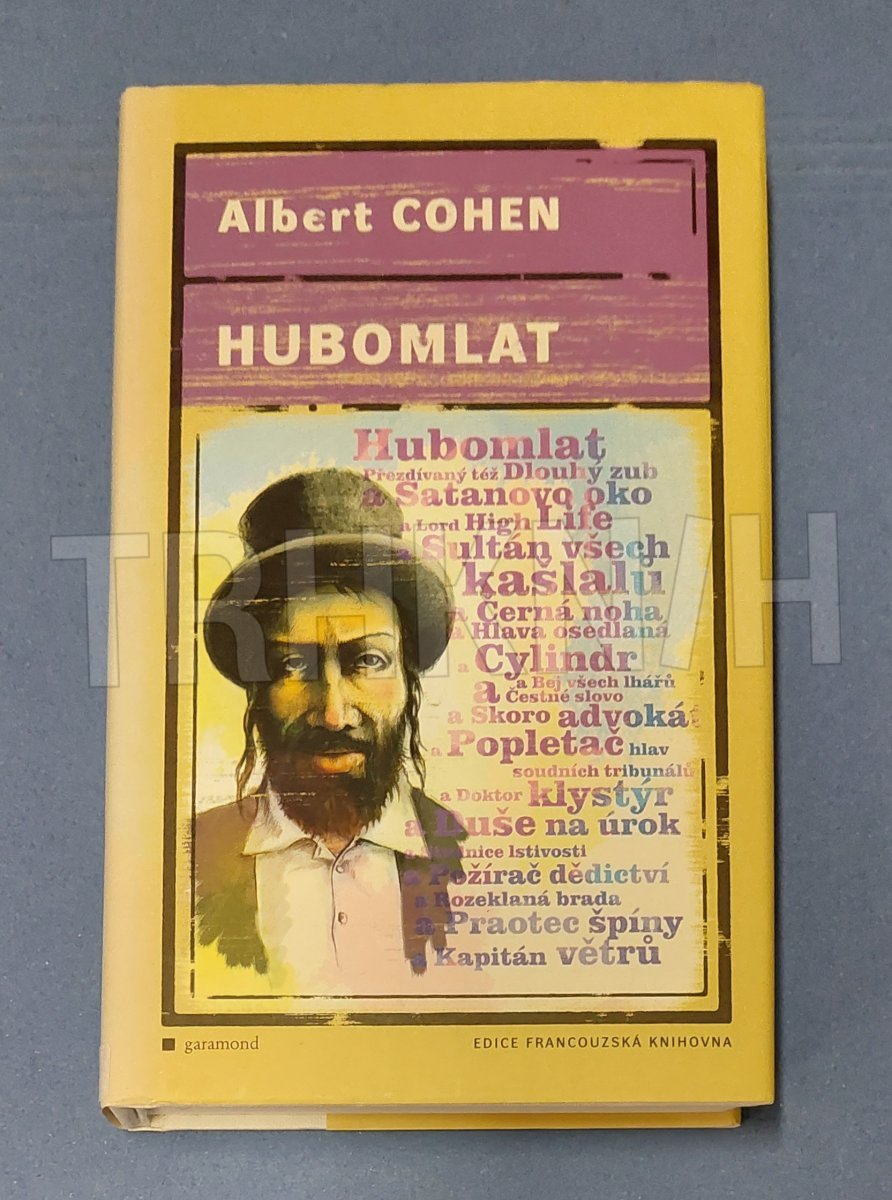 Albert COHEN
HUBOMLAT
Hubomlat
Přezdívaný též Dlouhý zub
a Satanovo oko
a Lord High Life
a Sultán všech
kašlalů
a Černá noha
a Hlava osedlaná
a Cylindr
a Bej všech lhářů
a Čestné slovo
a Skoro advokát
a Popletač hlav
soudních tribunálů
a Doktor klystýr
a Duše na úrok
a lstivosti
a Požírač dědictví
a Rozeklaná brada
a Praotec špíny
a Kapitán větrů
garamond
EDICE FRANCOUZSKÁ KNIHOVNA